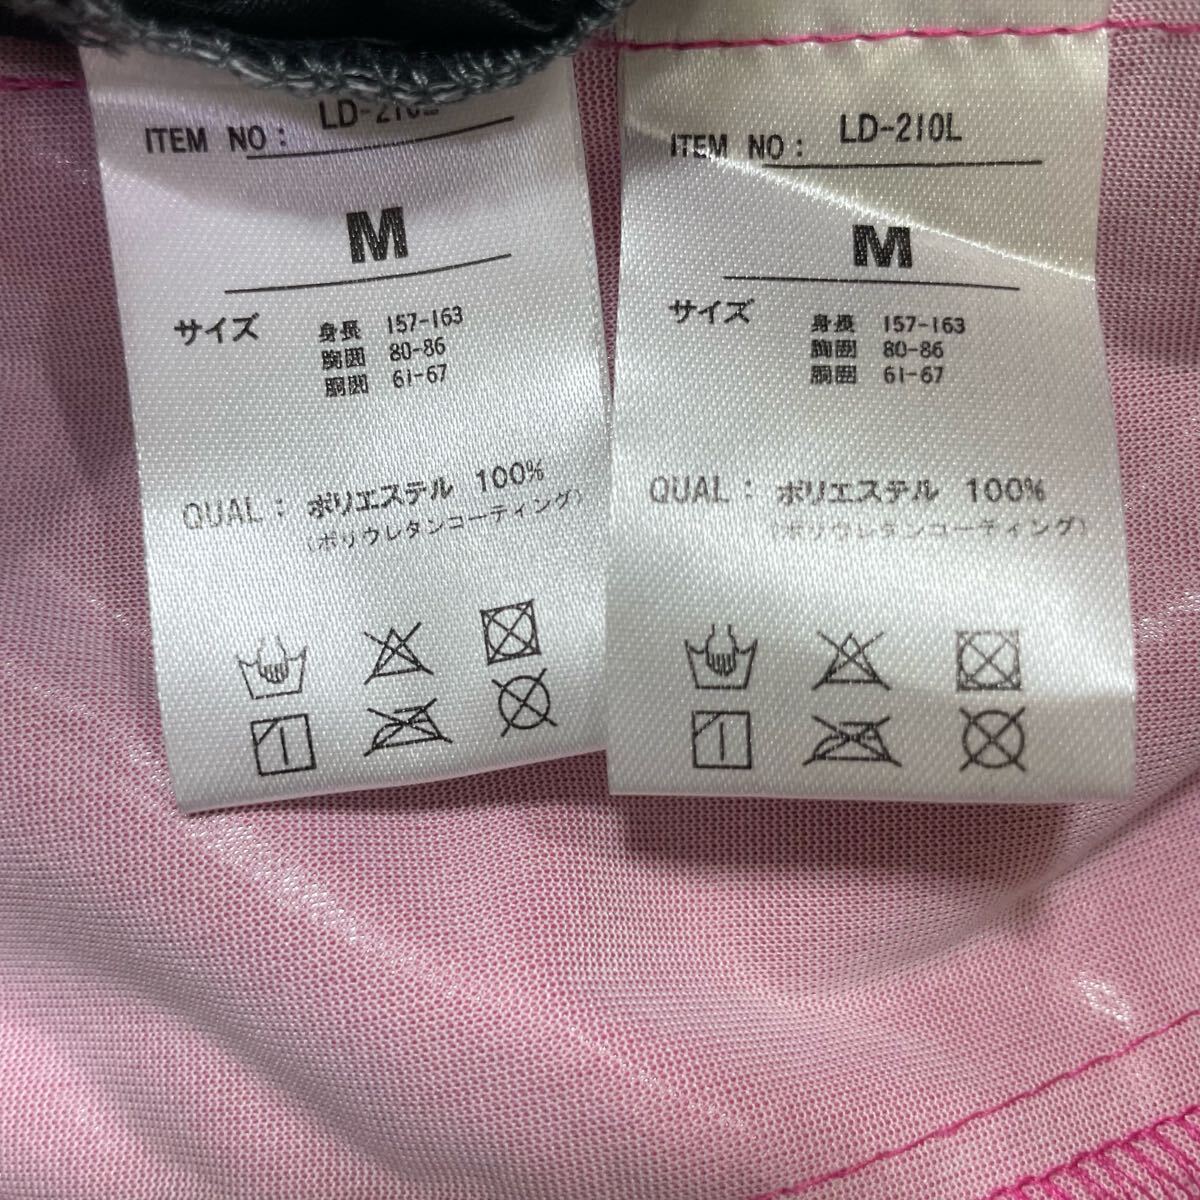 ITEM NO: LD-210L
M
サイズ 身長 157-163
胸囲 80-86
胴囲 61-67
QUAL: ポリエステル 100%
(ポリウレタンコーティング)
ITEM NO: LD-210L
M
サイズ 身長 157-163
胸囲 80-86
胴囲 61-67
QUAL: ポリエステル 100%
(ポリウレタンコーティング)